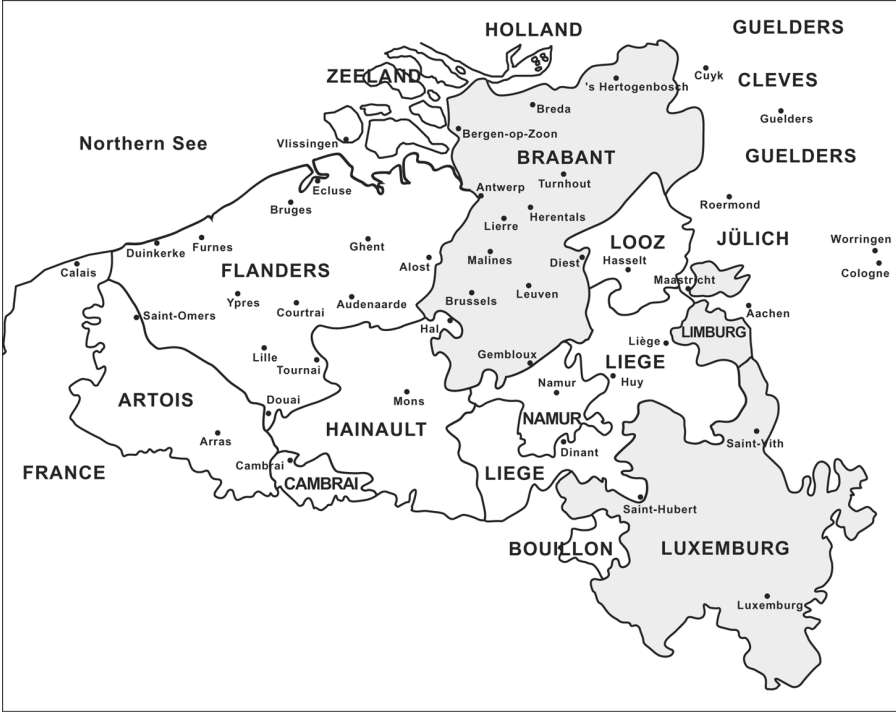 HOLLAND
GUELDERS
ZEELAND
Cuyk
CLEVES
's Hertogenbosch
Breda
Guelders
Northern See
Vlissingen
Bergen-op-Zoon
BRABANT
GUELDERS
Ecluse
Antwerp
Turnhout
Bruges
Herentals
Roermond
Lierre
Duinkerke
Furnes
Ghent
LOOZ
JÜLICH
Worringen
Calais
FLANDERS
Alost
Malines
Diest
Hasselt
Cologne
Maastricht
Ypres
Courtrai
Audenaarde
Brussels
Leuven
Saint-Omers
Hal
Aachen
LIMBURG
Lille
Tournai
Gembloux
Liège
LIEGE
ARTOIS
Douai
Mons
Namur
Huy
Arras
HAINAULT
NAMUR
Saint-Vith
Dinant
FRANCE
Cambrai
CAMBRAI
LIEGE
Saint-Hubert
BOUILLON
LUXEMBURG
Luxemburg